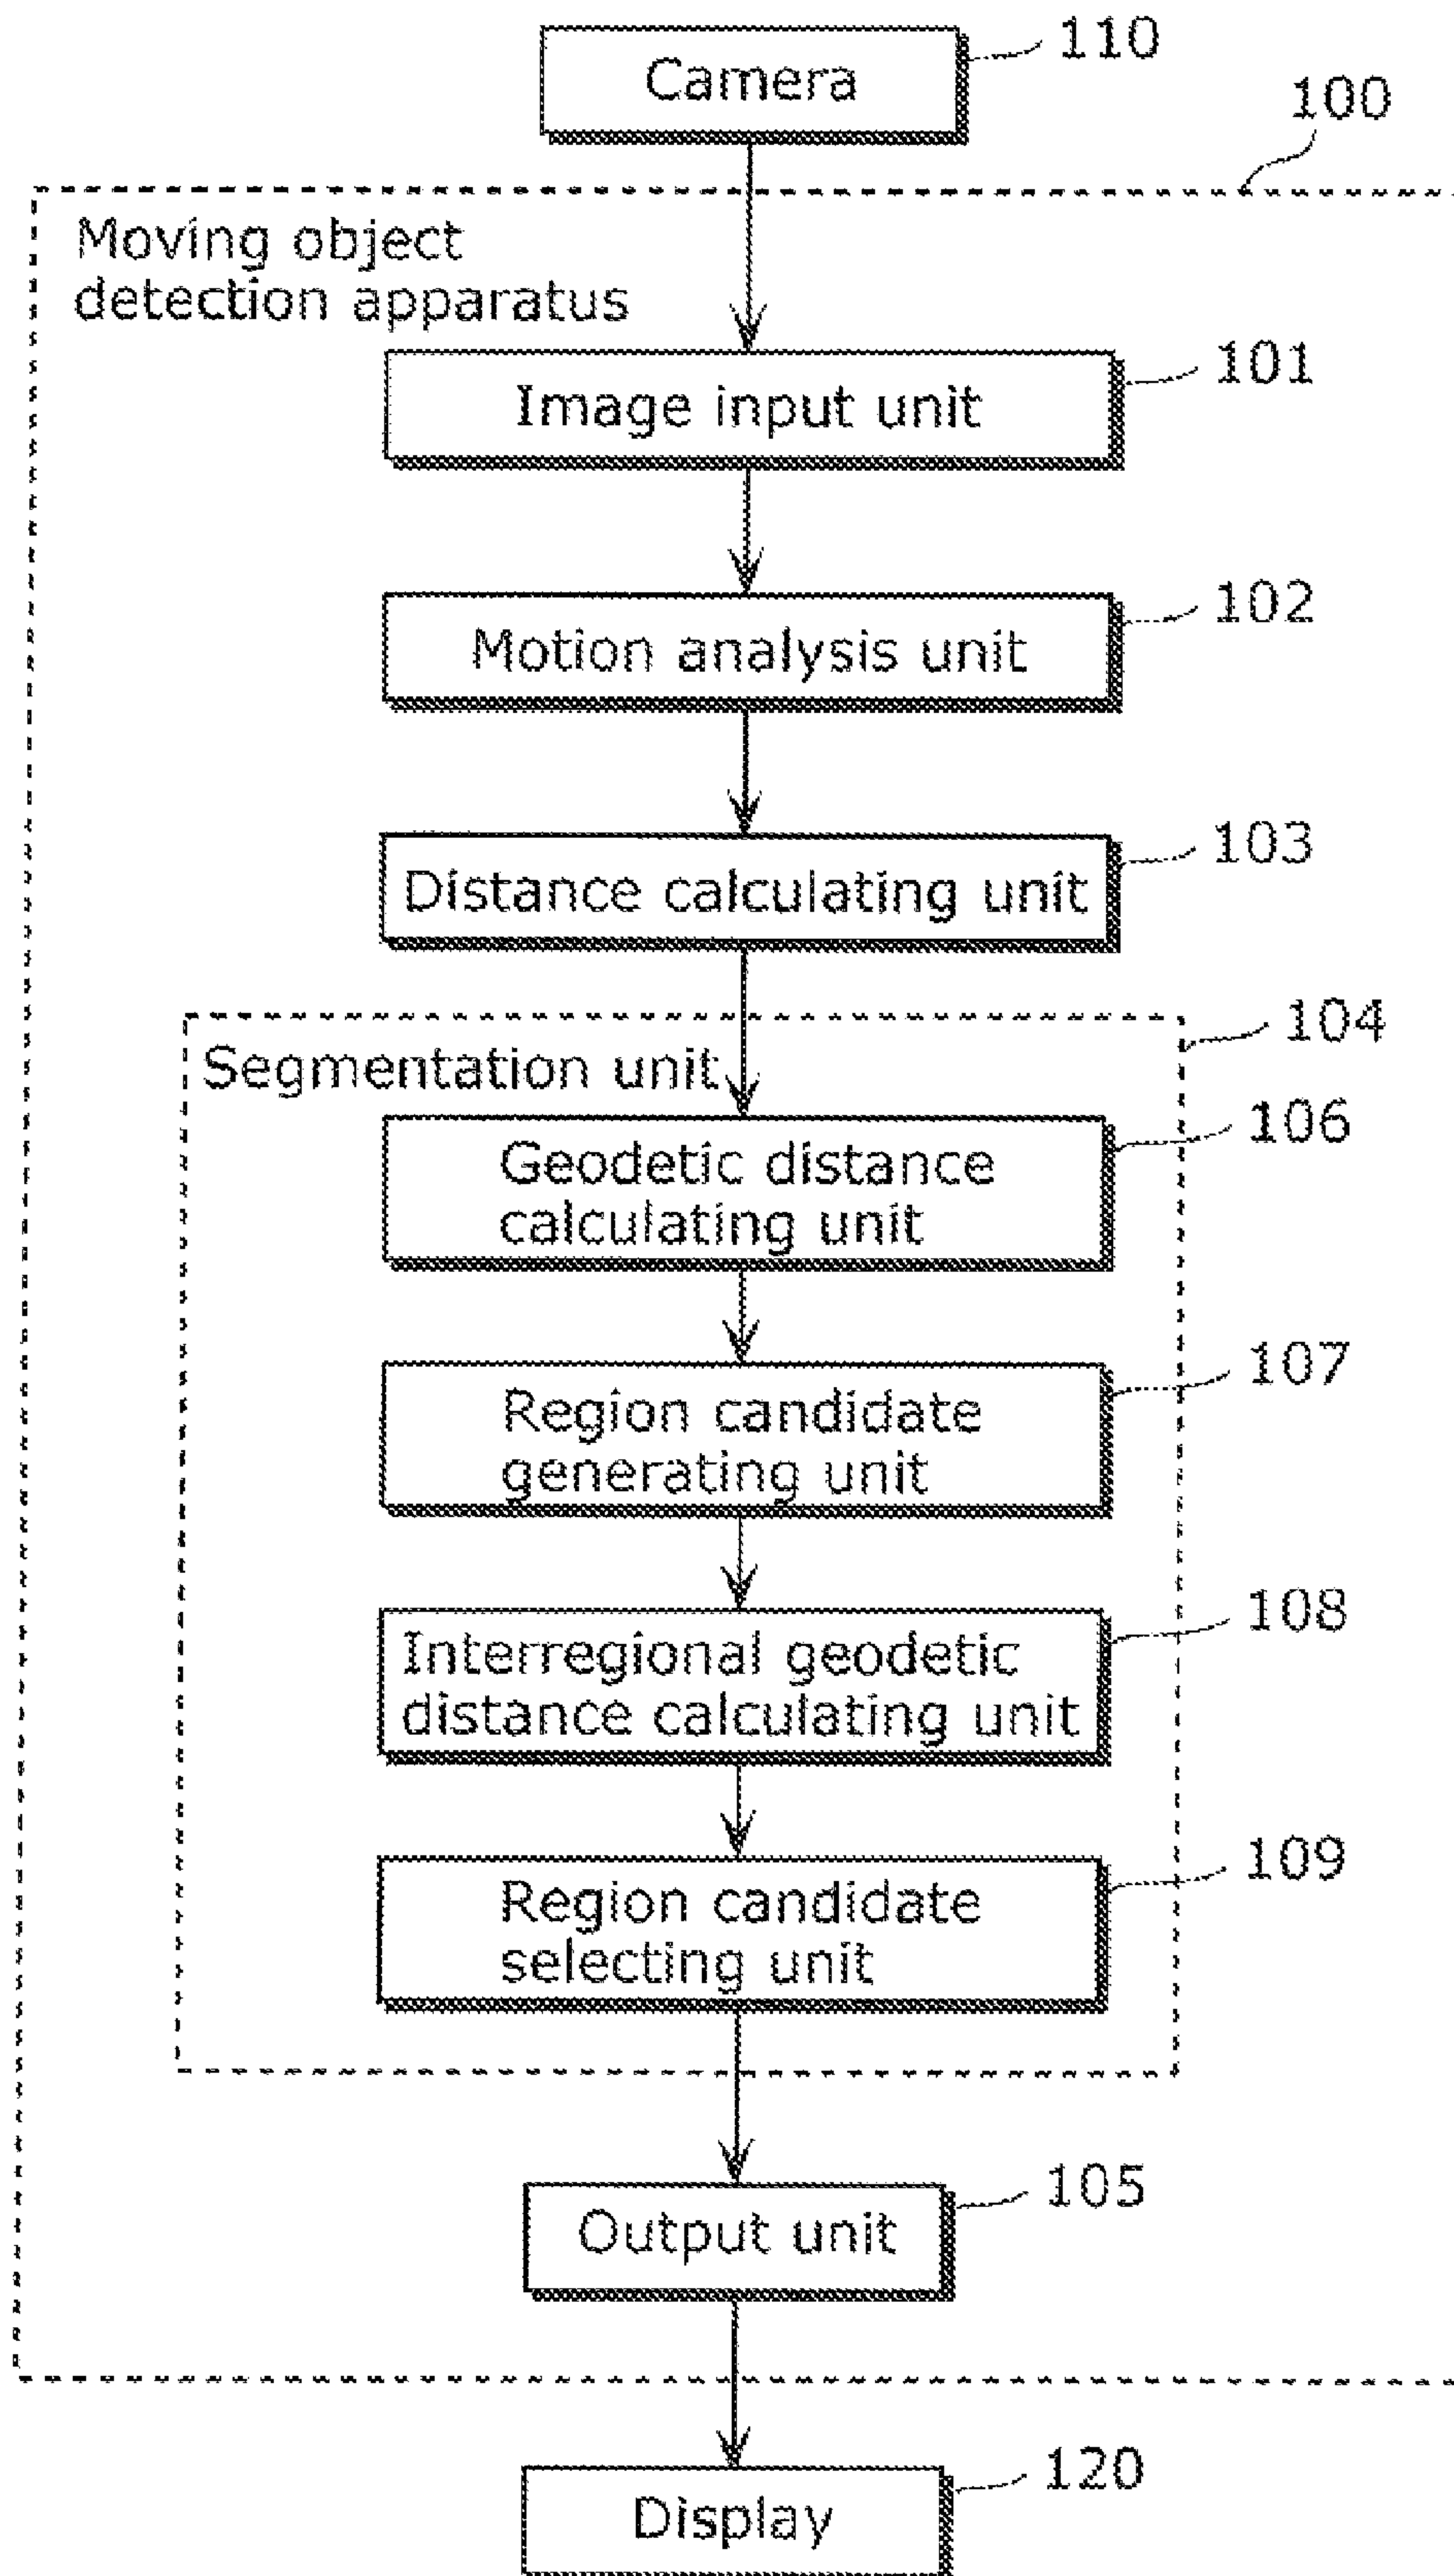 Camera
110
100
Moving object
detection apparatus
Image input unit
101
Motion analysis unit
102
Distance calculating unit
103
104
Segmentation unit
Geodetic distance
calculating unit
106
Region candidate
generating unit
107
Interregional geodetic
distance calculating unit
108
Region candidate
selecting unit
109
Output unit
105
Display
120